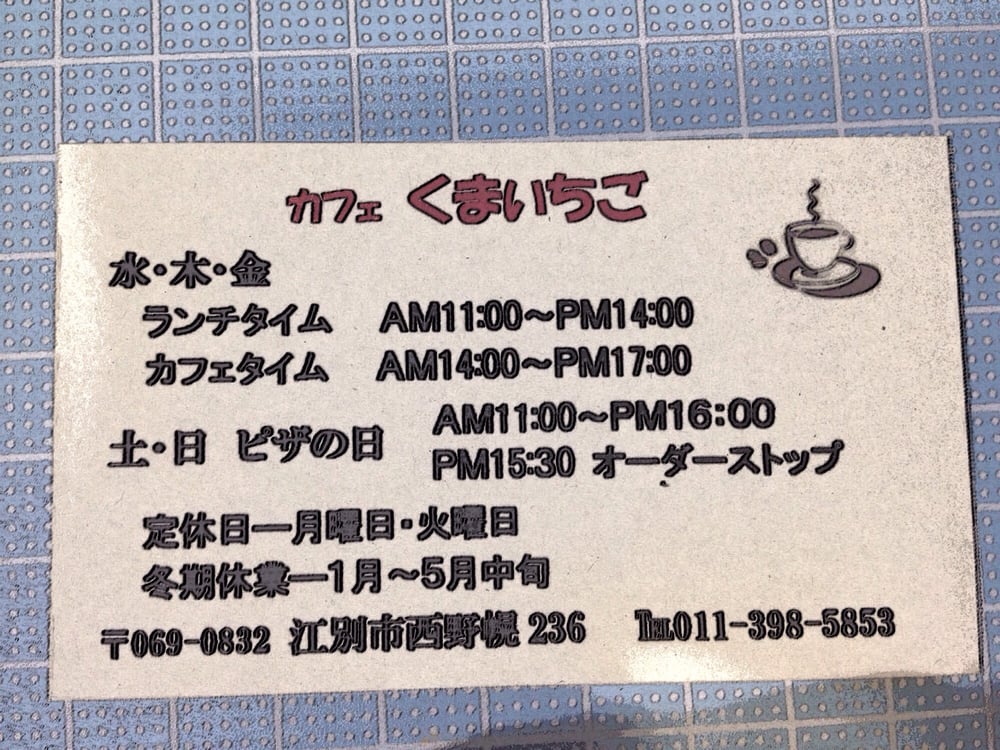 カフェ くまいちご
水・木・金
ランチタイム AM11:00～PM14:00
カフェタイム AM14:00～PM17:00
土・日 ピザの日 AM11:00～PM16:00
PM15:30 オーダーストップ
定休日―月曜日・火曜日
冬期休業―1月～5月中旬
〒069-0832 江別市西野幌 236 ℡011-398-5853